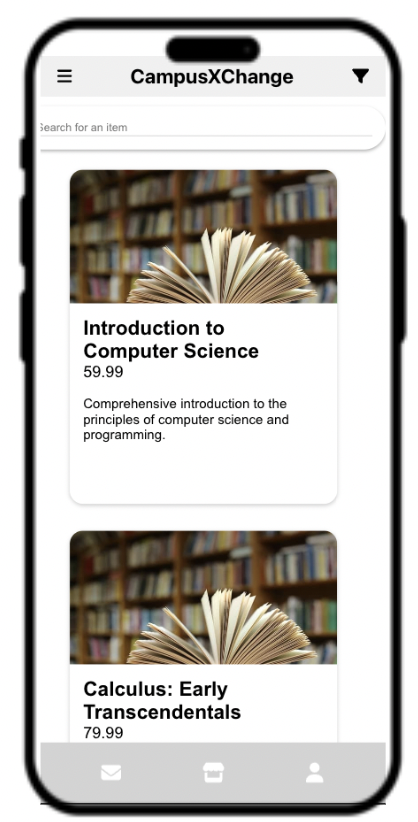 CampusXChange
Search for an item
Introduction to
Computer Science
59.99
Comprehensive introduction to the
principles of computer science and
programming.
Calculus: Early
Transcendentals
79.99